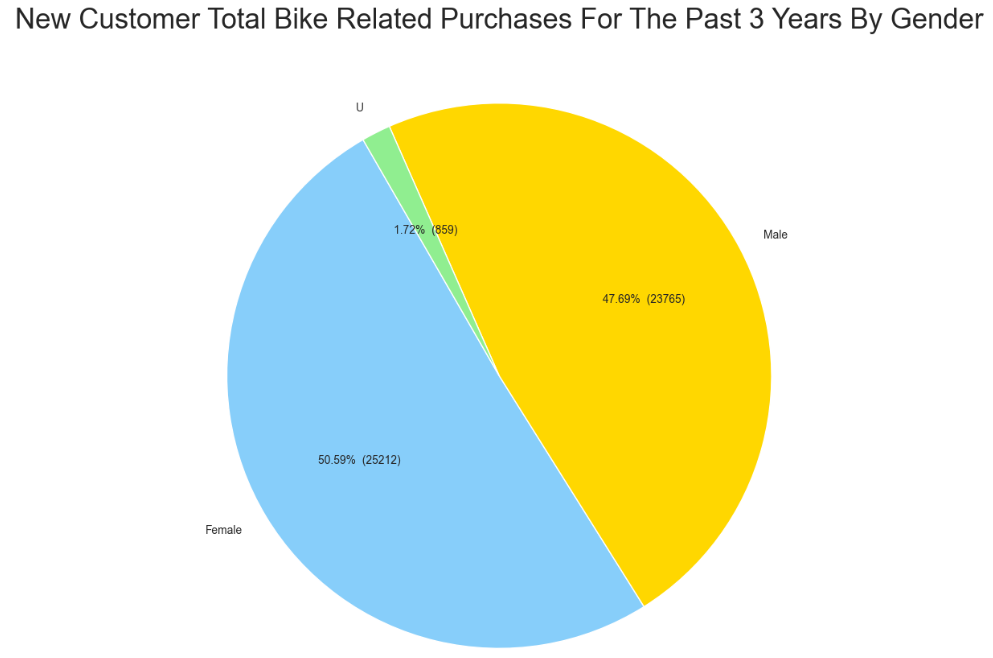 New Customer Total Bike Related Purchases For The Past 3 Years By Gender
U
1.72%  (859)
Male
47.69%  (23765)
50.59%  (25212)
Female